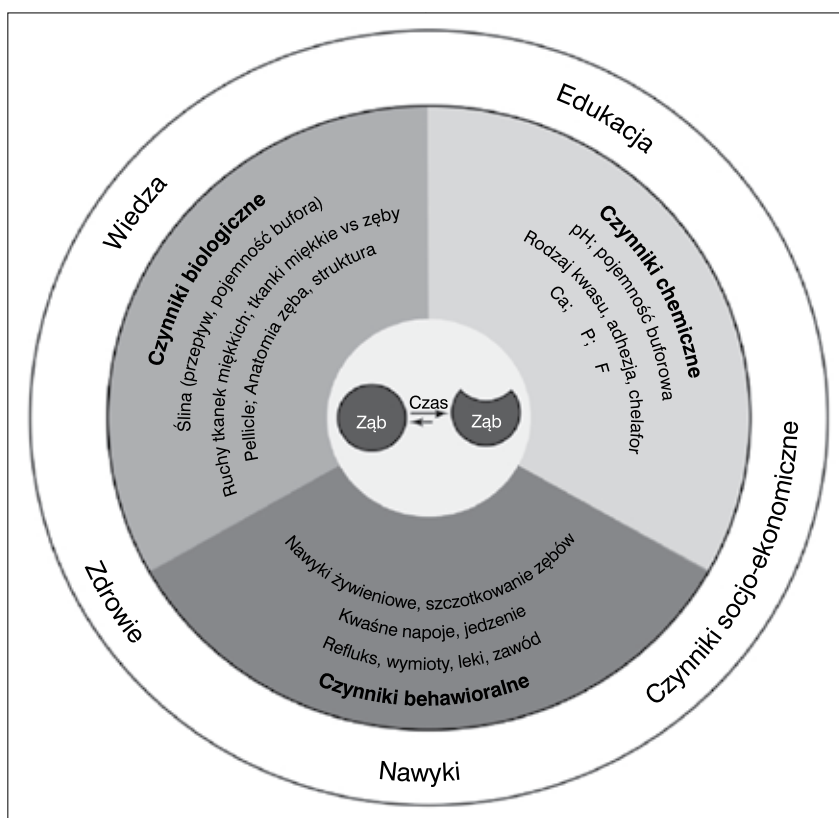 Edukacja
Wiedza
Czynniki socjo-ekonomiczne
Zdrowie
Nawyki
Czynniki biologiczne
Ślina (przepływ, pojemność bufora)
Ruchy tkanek miękkich; tkanki miękkie vs zęby
Pellicle; Anatomia zęba, struktura
Czynniki chemiczne
pH; pojemność buforowa
Rodzaj kwasu, adhezja, chelafor
Ca; P; F
Ząb
Czas
Ząb
Nawyki żywieniowe, szczotkowanie zębów
Kwaśne napoje, jedzenie
Refluks, wymioty, leki, zawód
Czynniki behawioralne